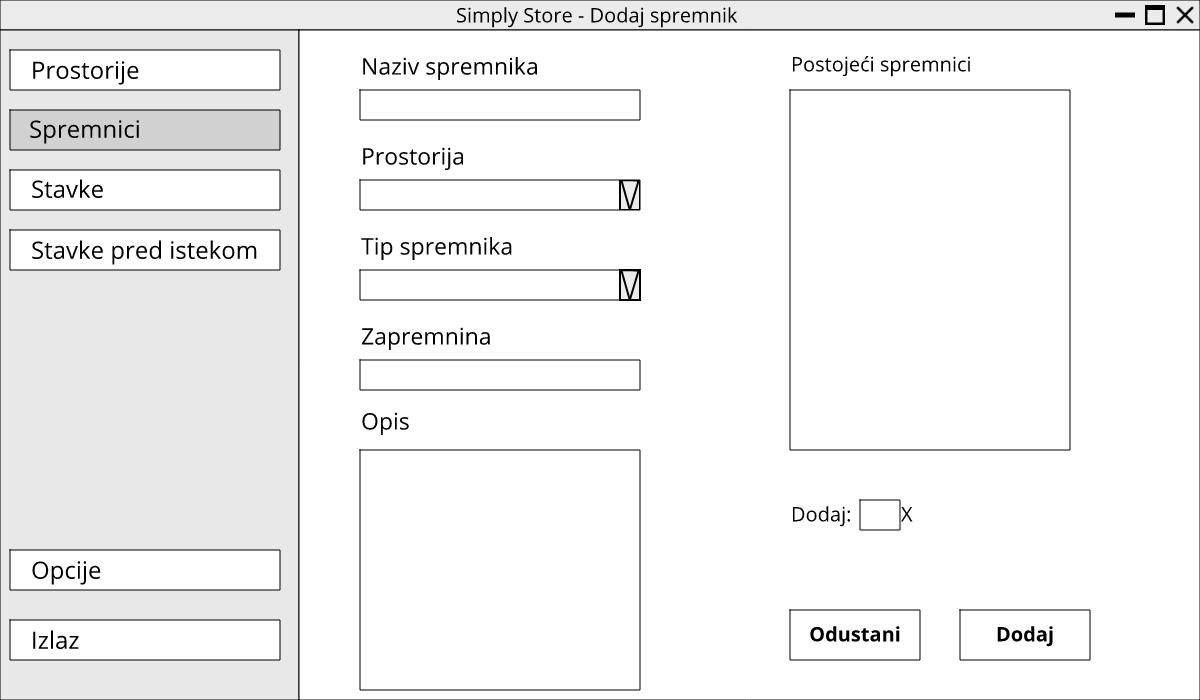 Simply Store - Dodaj spremnik
Prostorije
Spremnici
Stavke
Stavke pred istekom
Opcije
Izlaz
Naziv spremnika
Prostorija
V
Tip spremnika
V
Zapremnina
Opis
Postojeći spremnici
Dodaj:
X
Odustani
Dodaj